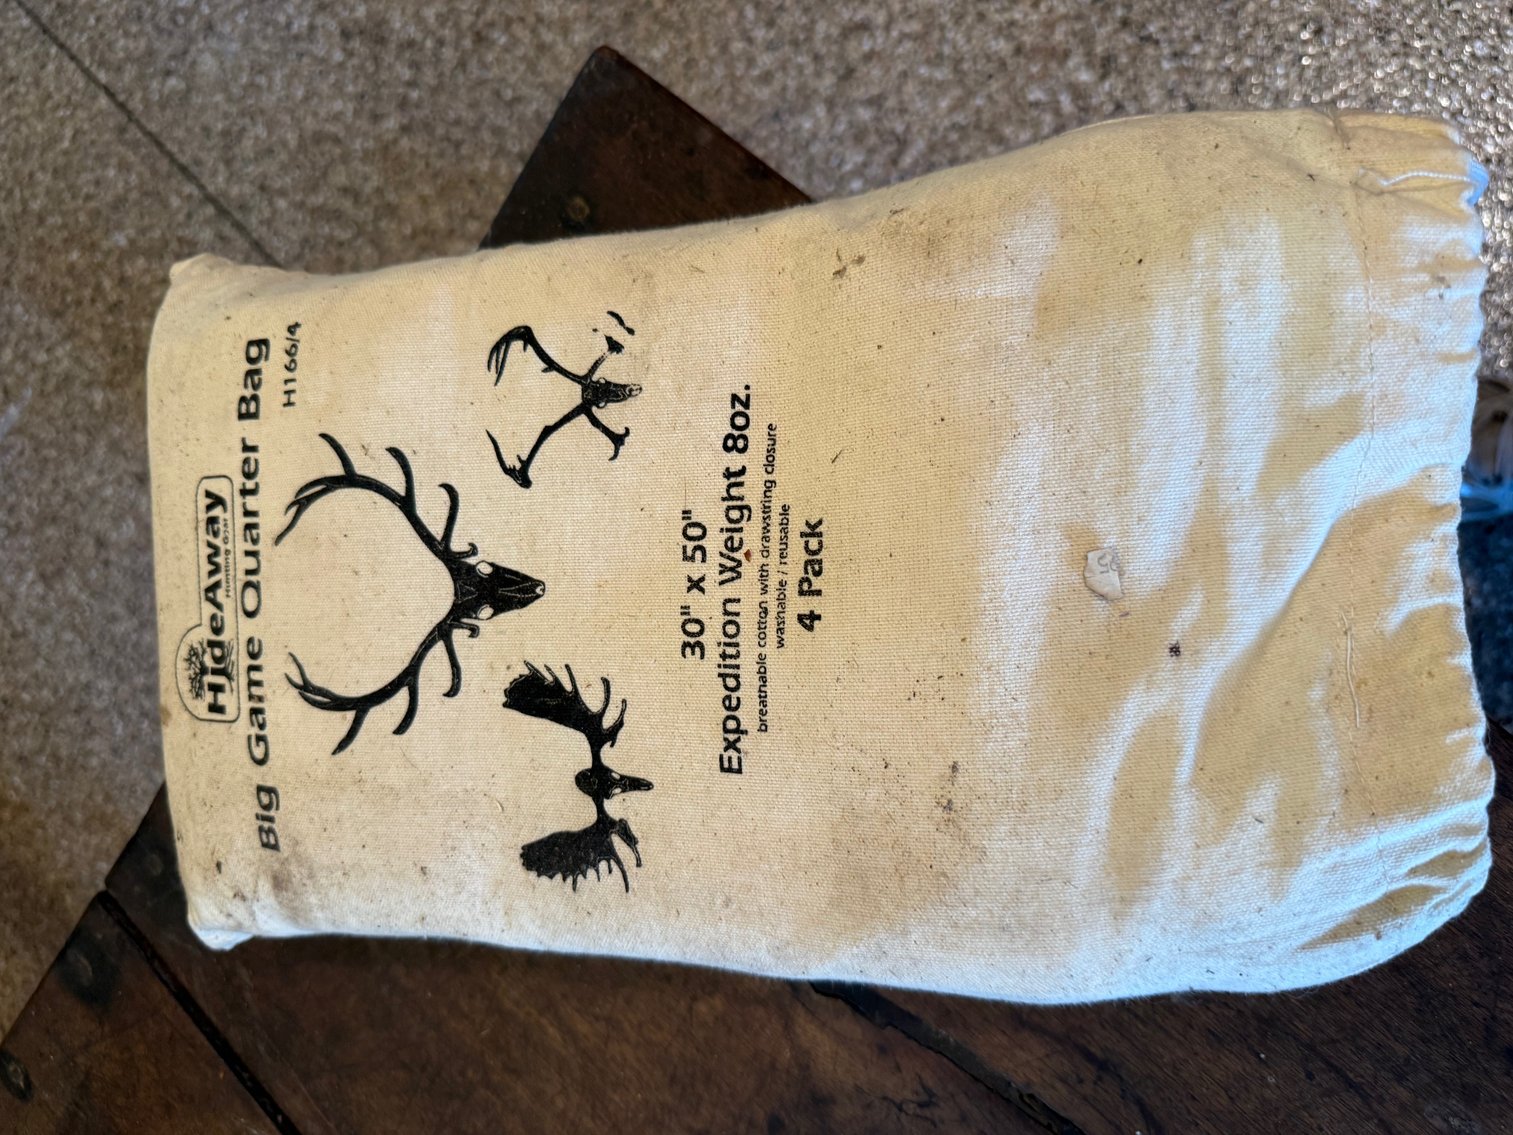 HideAway
Hunting Gear
Big Game Quarter Bag
H166/4
30" x 50"
Expedition Weight 8oz.
breathable cotton with drawstring closure
washable / reusable
4 Pack